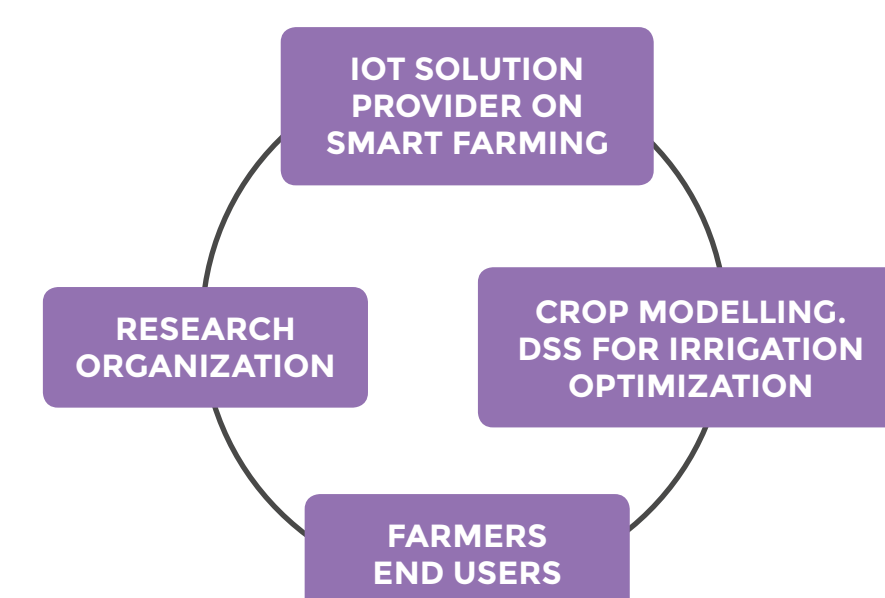 IOT SOLUTION
PROVIDER ON
SMART FARMING
RESEARCH
ORGANIZATION
CROP MODELLING.
DSS FOR IRRIGATION
OPTIMIZATION
FARMERS
END USERS